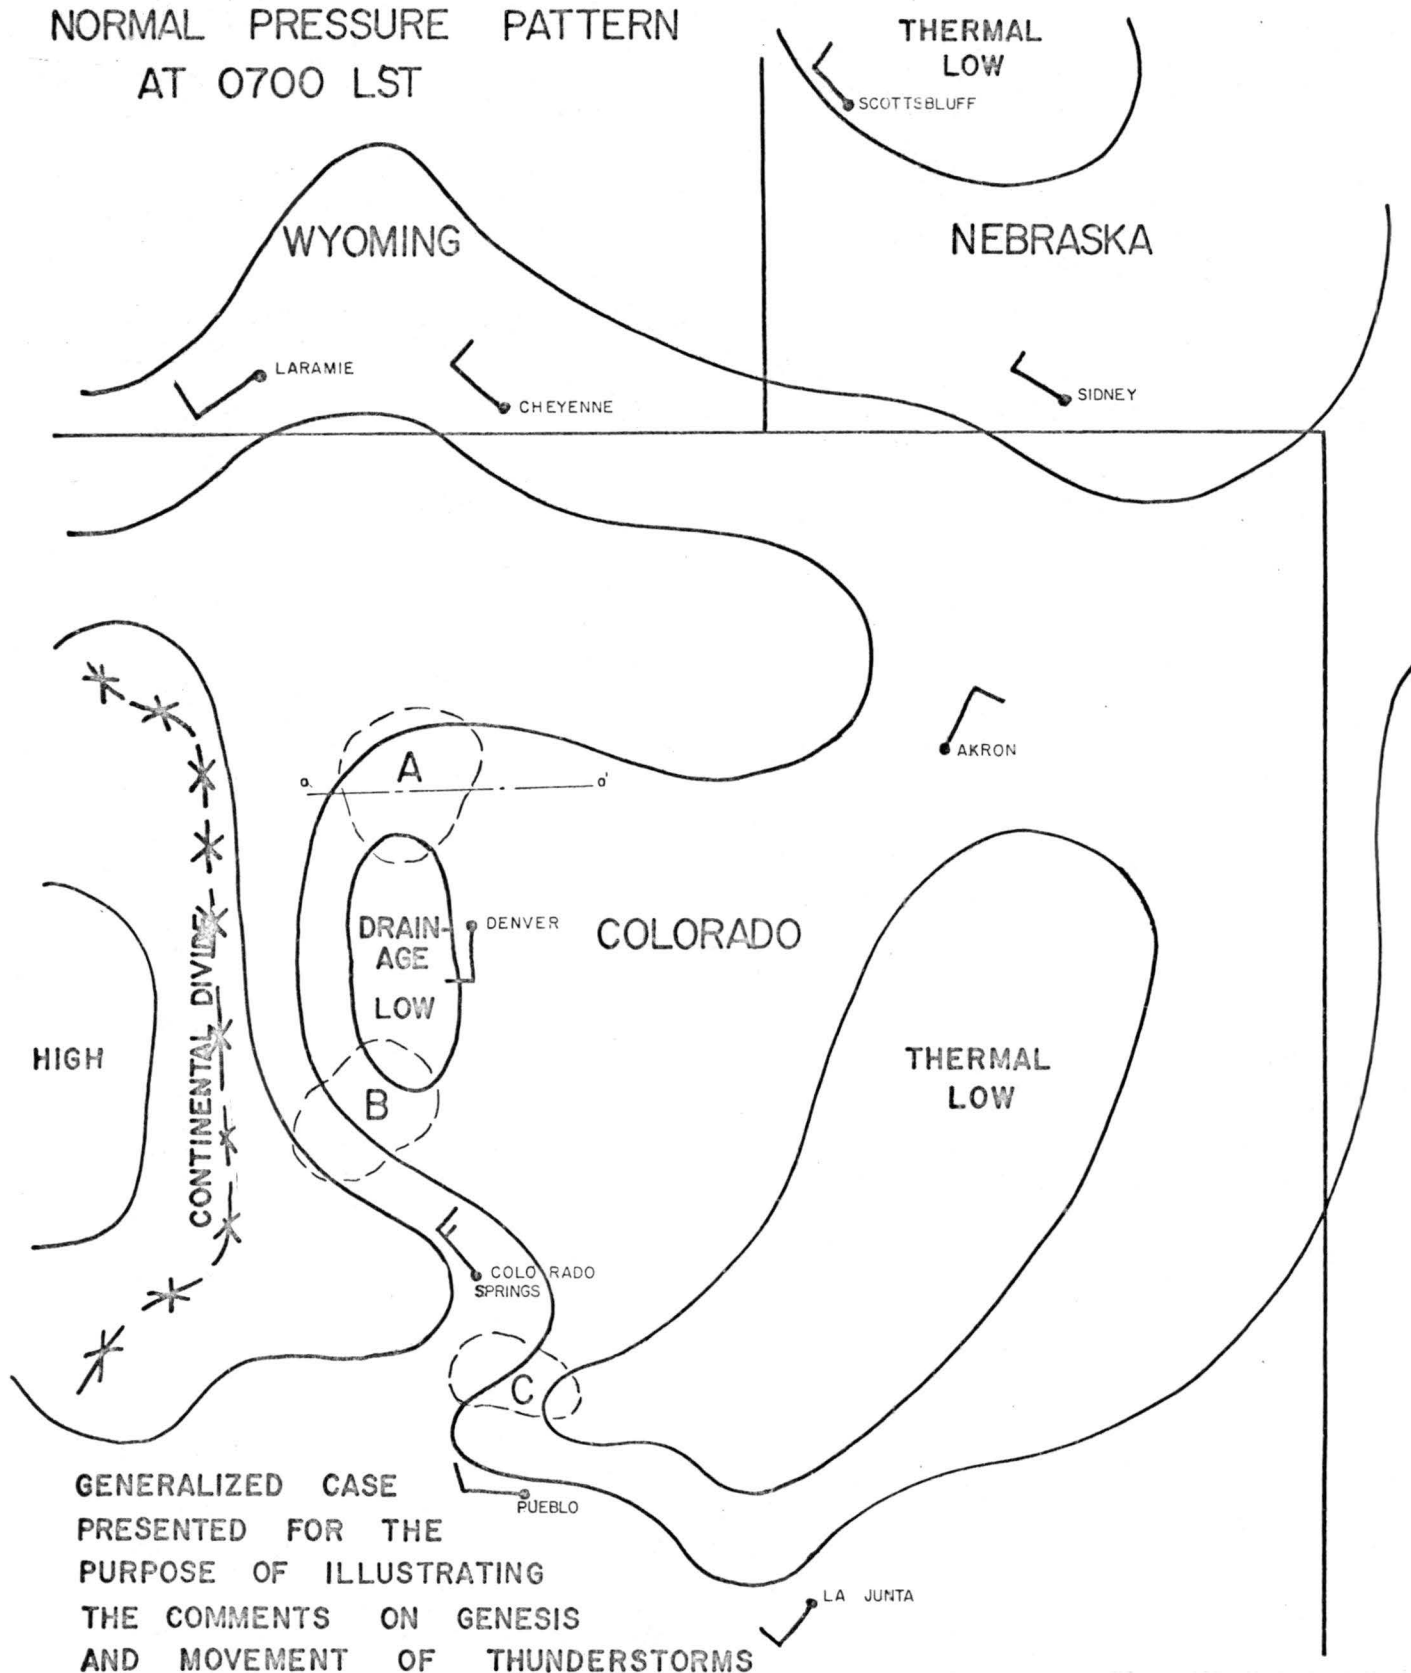 NORMAL PRESSURE PATTERN
AT 0700 LST
THERMAL
LOW
SCOTTSBLUFF
WYOMING
NEBRASKA
LARAMIE
CHEYENNE
SIDNEY
AKRON
A
a
a'
DRAIN-
AGE
LOW
DENVER
COLORADO
CONTINENTAL DIVIDE
HIGH
THERMAL
LOW
B
COLORADO
SPRINGS
C
PUEBLO
LA JUNTA
GENERALIZED CASE
PRESENTED FOR THE
PURPOSE OF ILLUSTRATING
THE COMMENTS ON GENESIS
AND MOVEMENT OF THUNDERSTORMS